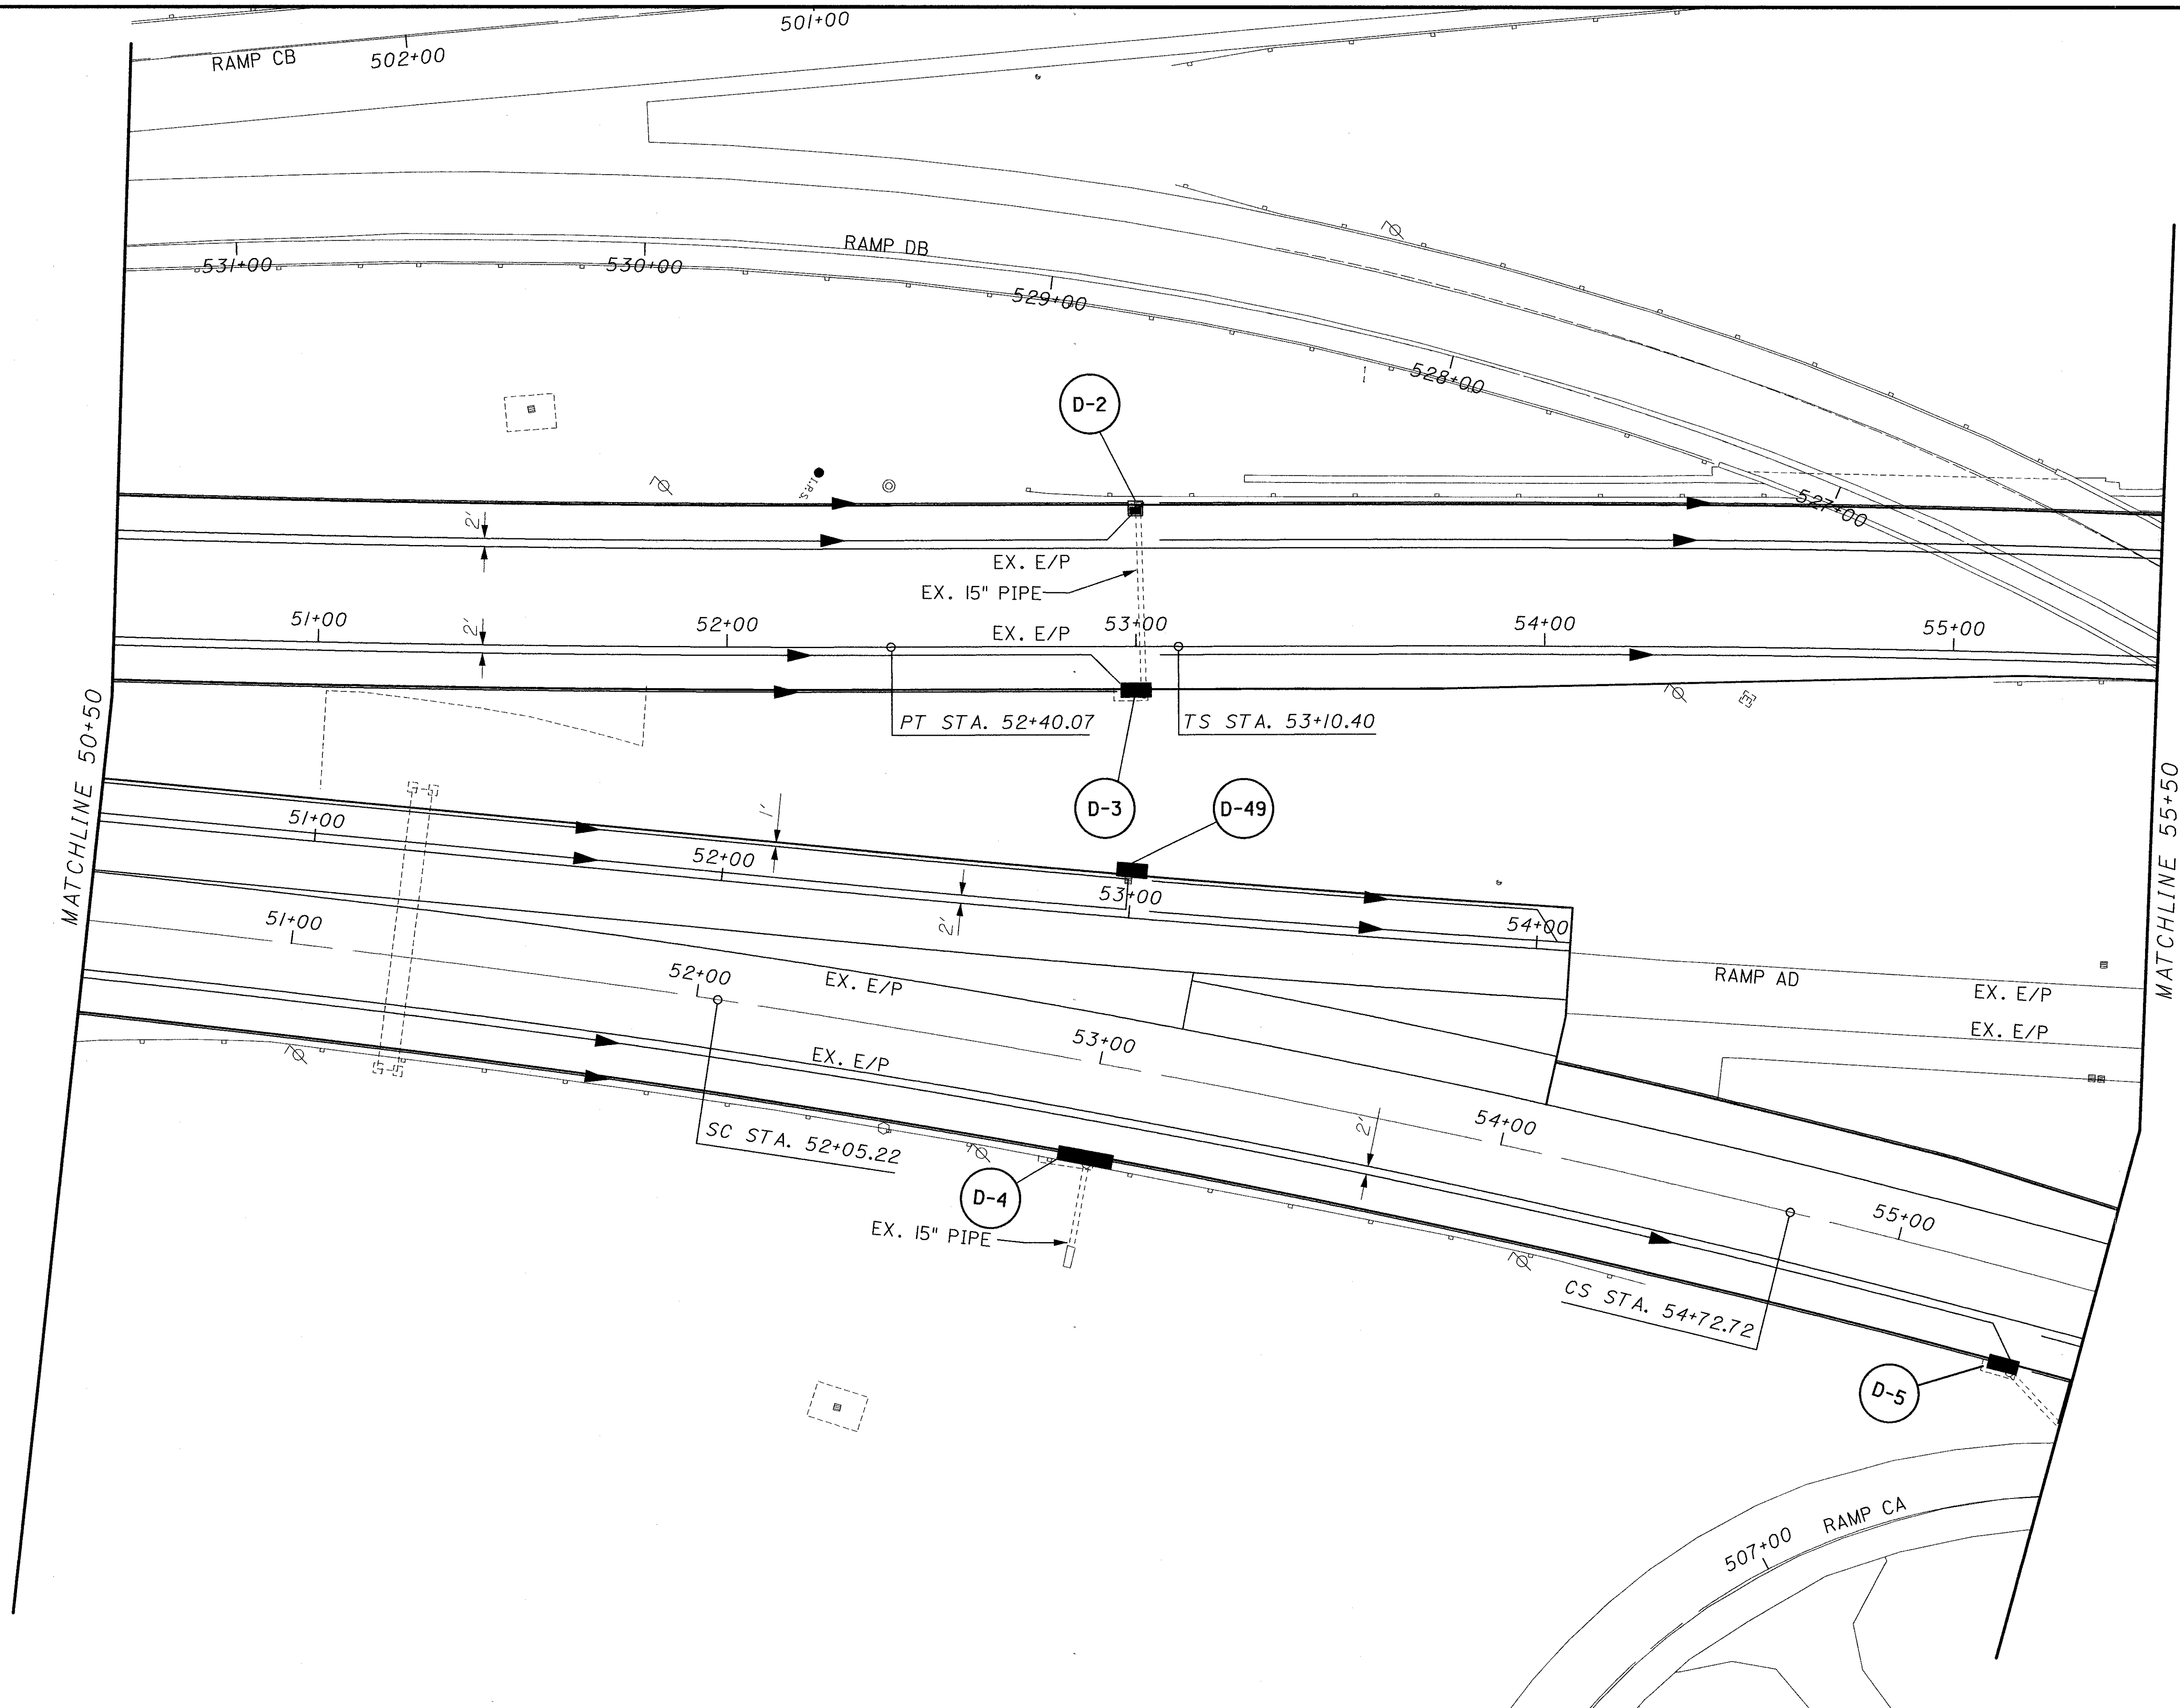 501+00
RAMP CB
502+00
RAMP DB
531+00
530+00
529+00
528+00
D-2
I.P.S.
527+00
2'
EX. E/P
EX. 15" PIPE
51+00
2'
52+00
EX. E/P
53+00
54+00
55+00
PT STA. 52+40.07
TS STA. 53+10.40
MATCHLINE 50+50
MATCHLINE 55+50
D-3
D-49
1'
51+00
52+00
53+00
2'
54+00
51+00
52+00
EX. E/P
RAMP AD
EX. E/P
EX. E/P
53+00
EX. E/P
54+00
2'
SC STA. 52+05.22
D-4
EX. 15" PIPE
55+00
CS STA. 54+72.72
D-5
507+00
RAMP CA